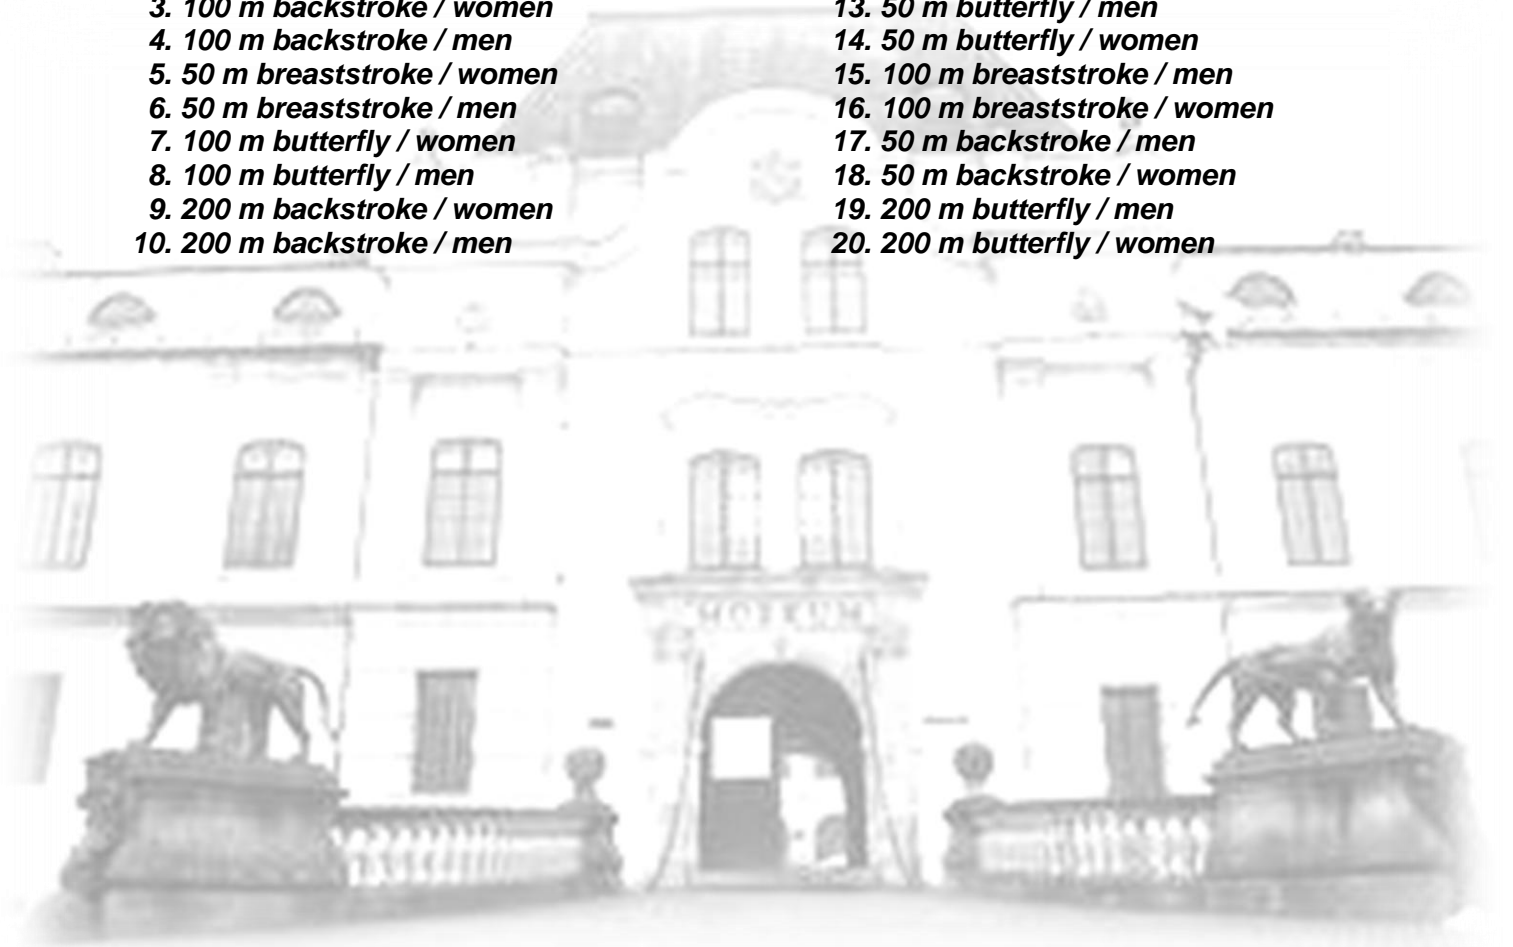 3. 100 m backstroke / women
4. 100 m backstroke / men
5. 50 m breaststroke / women
6. 50 m breaststroke / men
7. 100 m butterfly / women
8. 100 m butterfly / men
9. 200 m backstroke / women
10. 200 m backstroke / men
13. 50 m butterfly / men
14. 50 m butterfly / women
15. 100 m breaststroke / men
16. 100 m breaststroke / women
17. 50 m backstroke / men
18. 50 m backstroke / women
19. 200 m butterfly / men
20. 200 m butterfly / women